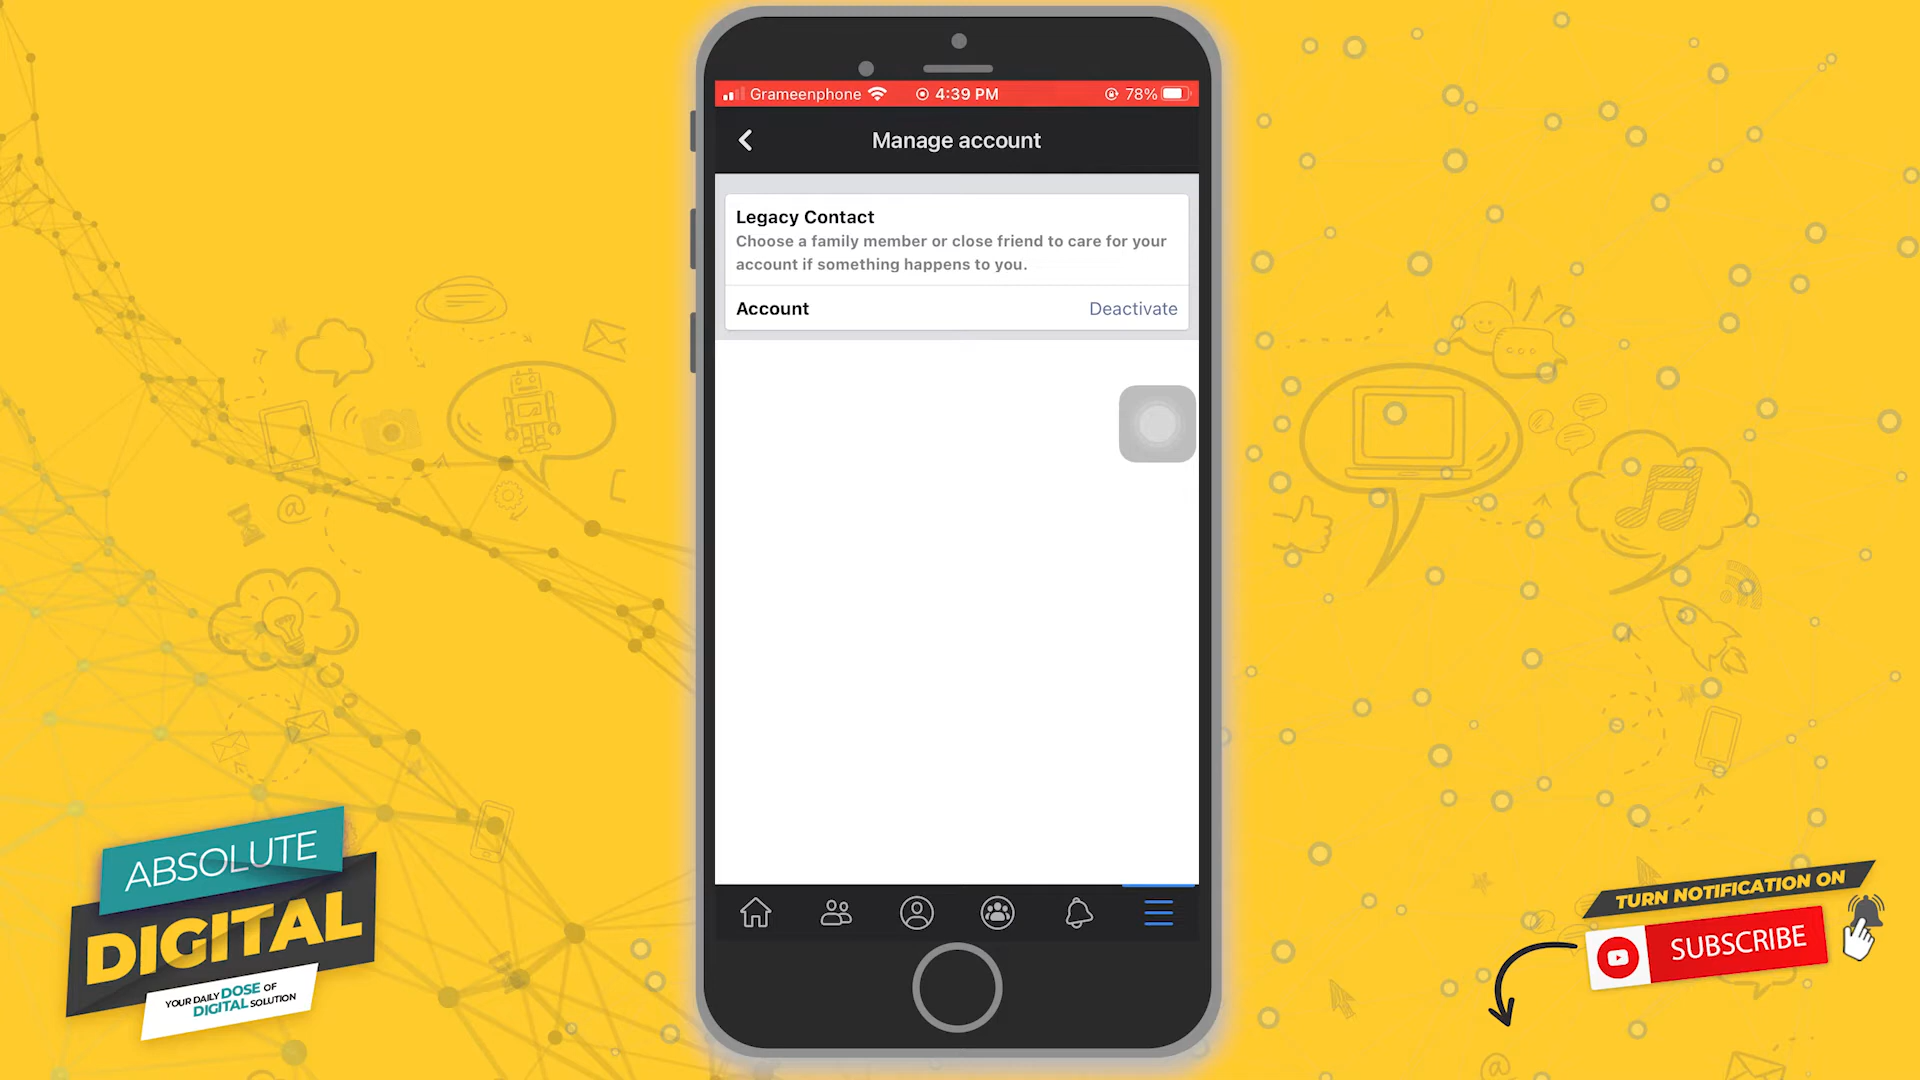 Grameenphone
4:39 PM
78%
Manage account
Legacy Contact
Choose a family member or close friend to care for your
account if something happens to you.
Account
Deactivate
ABSOLUTE
DIGITAL
YOUR DAILY DOSE OF
DIGITAL SOLUTION
TURN NOTIFICATION ON
SUBSCRIBE